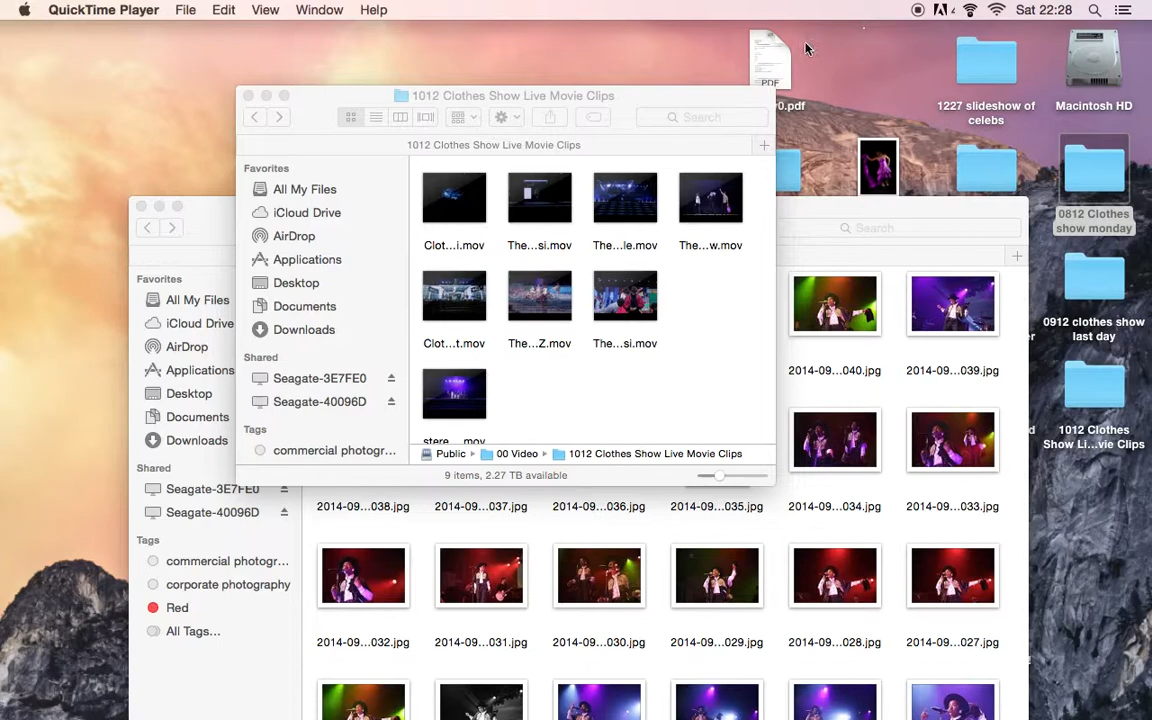 QuickTime Player File Edit View Window Help
4 Sat 22:28
PDF
v0.pdf
1227 slideshow of
celebs
Macintosh HD
0812 Clothes
show monday
0912 clothes show
last day
1012 Clothes
Show Li...vie Clips
1012 Clothes Show Live Movie Clips
Search
1012 Clothes Show Live Movie Clips
Favorites
All My Files
iCloud Drive
AirDrop
Applications
Desktop
Documents
Downloads
Shared
Seagate-3E7FE0
Seagate-40096D
Tags
commercial photogr...
Clot...i.mov
The...si.mov
The...le.mov
The...w.mov
Clot...t.mov
The...Z.mov
The...si.mov
stere... .mov
Public 00 Video 1012 Clothes Show Live Movie Clips
9 items, 2.27 TB available
Search
Favorites
All My Files
iCloud Drive
AirDrop
Applications
Desktop
Documents
Downloads
Shared
Seagate-3E7FE0
Seagate-40096D
Tags
commercial photogr...
corporate photography
Red
All Tags...
2014-09...040.jpg
2014-09...039.jpg
2014-09...038.jpg
2014-09...037.jpg
2014-09...036.jpg
2014-09...035.jpg
2014-09...034.jpg
2014-09...033.jpg
2014-09...032.jpg
2014-09...031.jpg
2014-09...030.jpg
2014-09...029.jpg
2014-09...028.jpg
2014-09...027.jpg